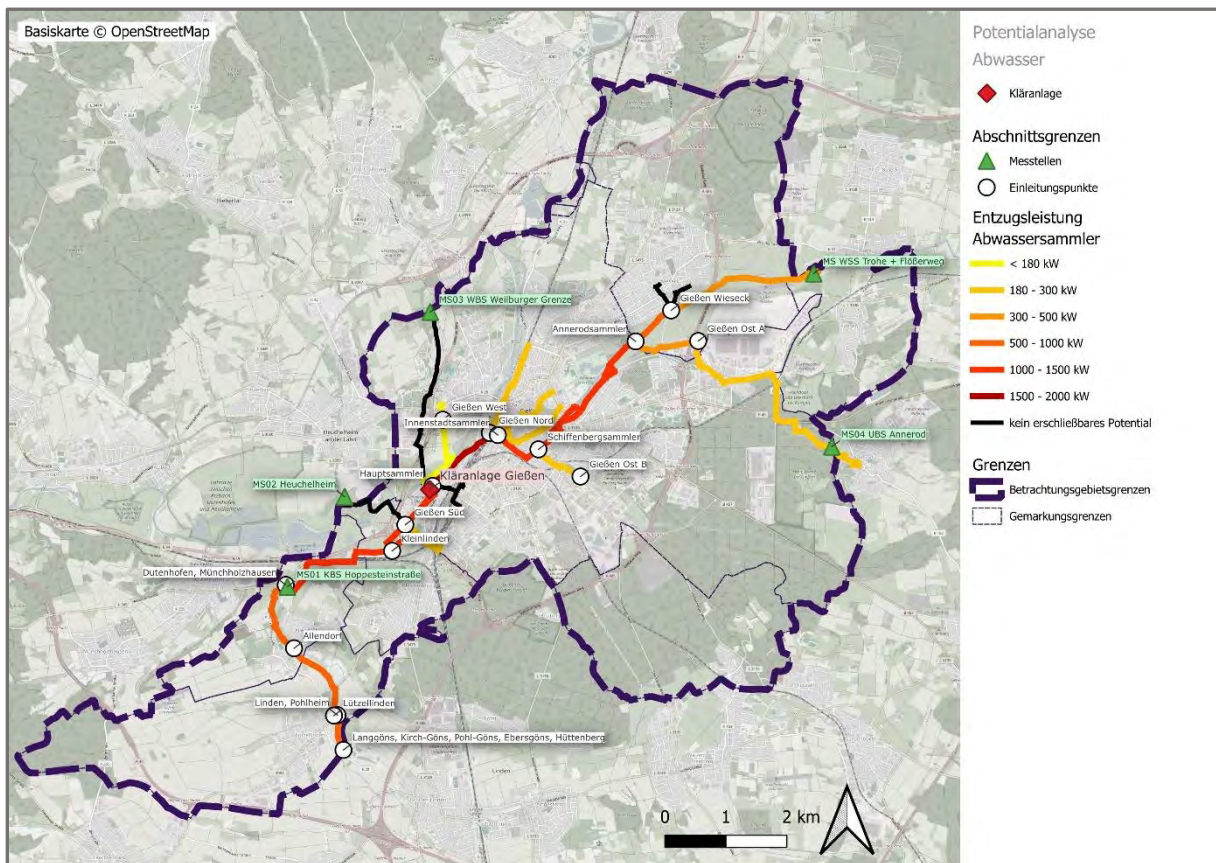 Basiskarte © OpenStreetMap
MS WSS Trohe + Flößerweg
MS03 WBS Weilburger Grenze
Gießen Wieseck
Annerodsammler
Gießen Ost A
Gießen West
Innenstadtsammler
Gießen Nord
Schiffenbergsammler
MS04 UBS Annerod
Gießen Ost B
Hauptsammler
Kläranlage Gießen
MS02 Heuchelheim
Gießen Süd
Kleinlinden
Dutenhofen, Münchholzhausen
MS01 KBS Hoppesteinstraße
Allendorf
Linden, Pohlheim
Lützellinden
Langgöns, Kirch-Göns, Pohl-Göns, Ebersgöns, Hüttenberg
0 1 2 km
Potentialanalyse
Abwasser
Kläranlage
Abschnittsgrenzen
Messtellen
Einleitungspunkte
Entzugsleistung
Abwassersammler
< 180 kW
180 - 300 kW
300 - 500 kW
500 - 1000 kW
1000 - 1500 kW
1500 - 2000 kW
kein erschließbares Potential
Grenzen
Betrachtungsgebietsgrenzen
Gemarkungsgrenzen